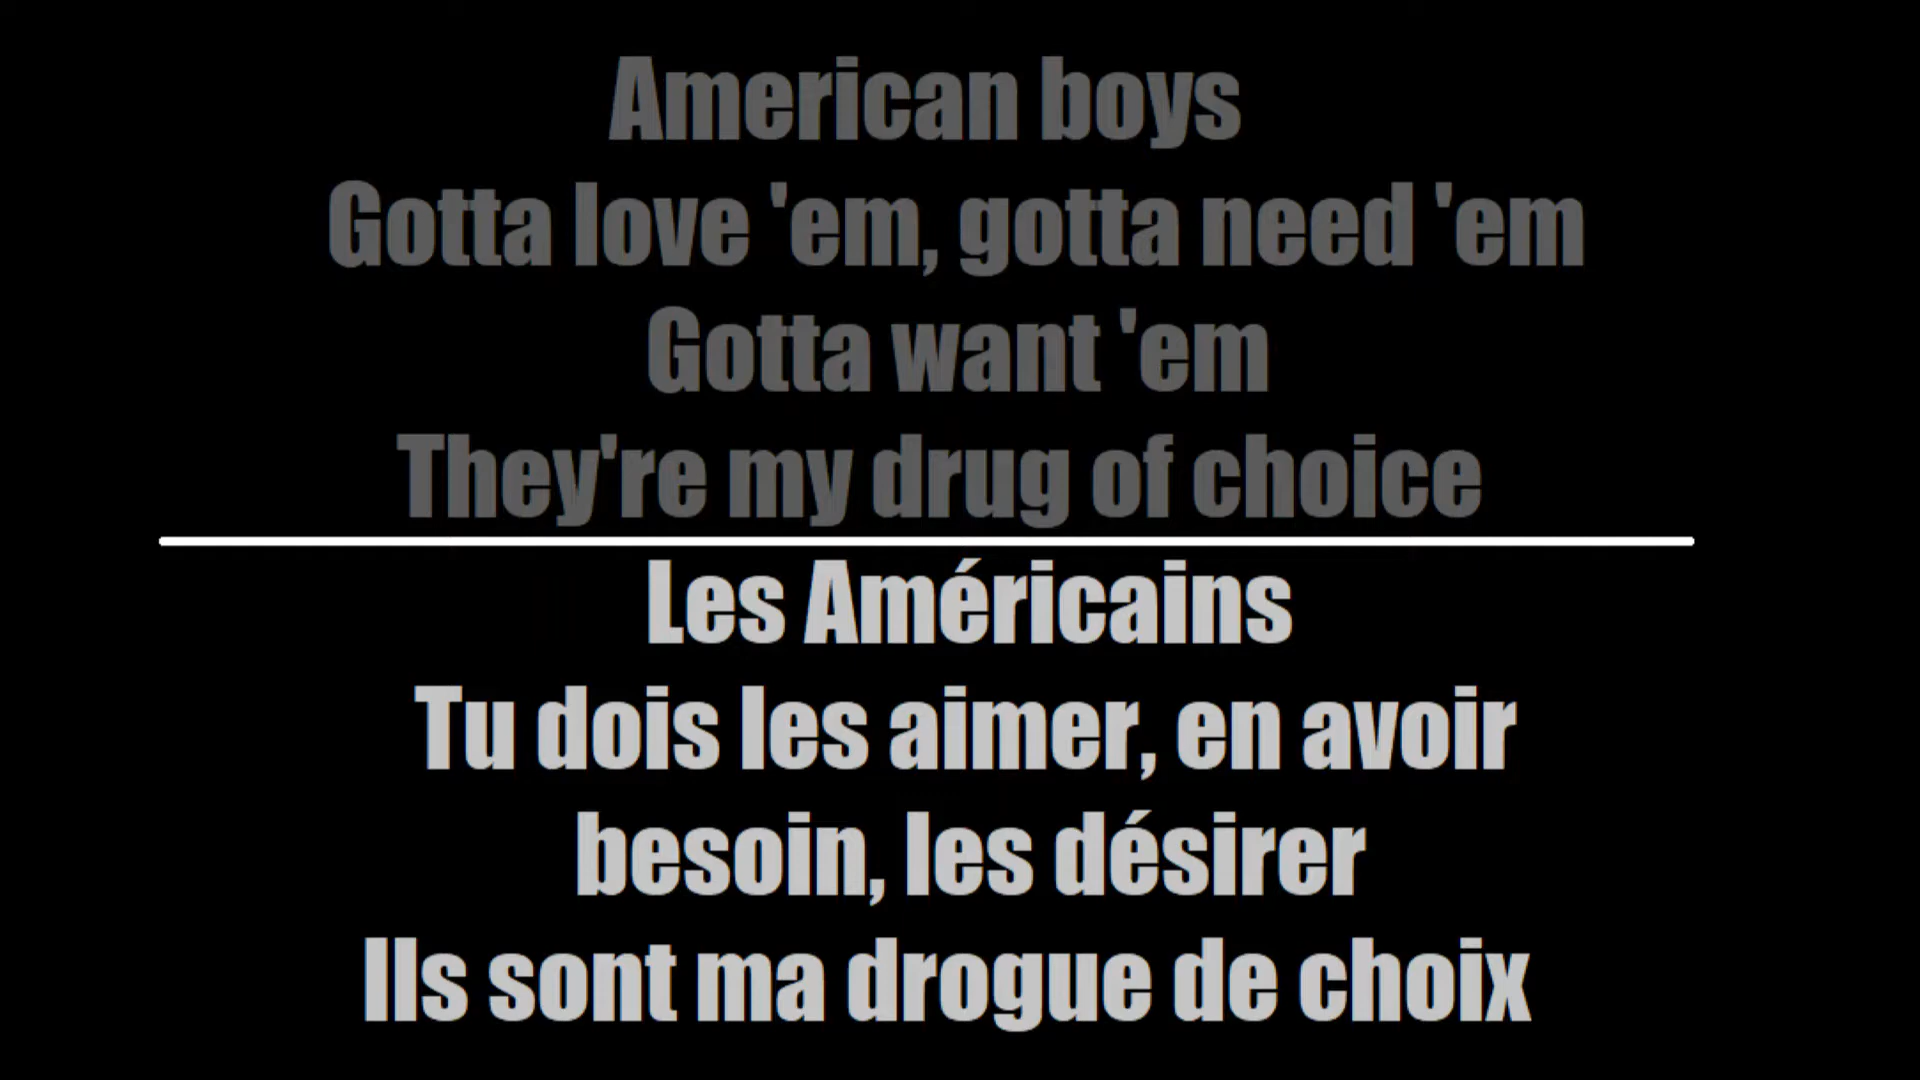 American boys
Gotta love 'em, gotta need 'em
Gotta want 'em
They're my drug of choice
Les Américains
Tu dois les aimer, en avoir
besoin, les désirer
Ils sont ma drogue de choix